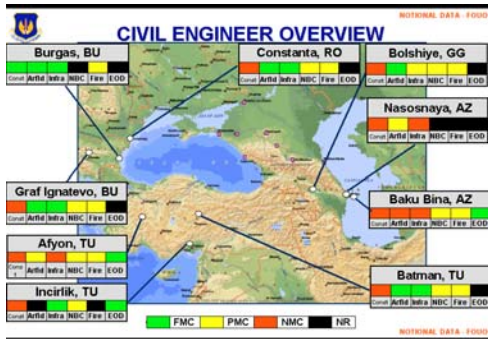 NOTIONAL DATA - FOUO
CIVIL ENGINEER OVERVIEW
Burgas, BU
Const Arfld Infra NBC Fire EOD
Constanta, RO
Const Arfld Infra NBC Fire EOD
Bolshiye, GG
Const Arfld Infra NBC Fire EOD
Nasosnaya, AZ
Const Arfld Infra NBC Fire EOD
Graf Ignatevo, BU
Const Arfld Infra NBC Fire EOD
Baku Bina, AZ
Const Arfld Infra NBC Fire EOD
Afyon, TU
Cons
t Arfld Infra NBC Fire EOD
Batman, TU
Const Arfld Infra NBC Fire EOD
Incirlik, TU
Const Arfld Infra NBC Fire EOD
FMC PMC NMC NR
NOTIONAL DATA - FOUO